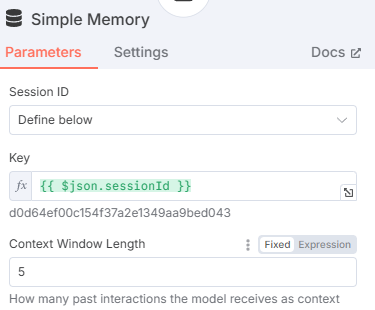 Simple Memory
Parameters Settings Docs
Session ID
Define below
Key
fx {{ $json.sessionId }}
d0d64ef00c154f37a2e1349aa9bed043
Context Window Length Fixed Expression
5
How many past interactions the model receives as context